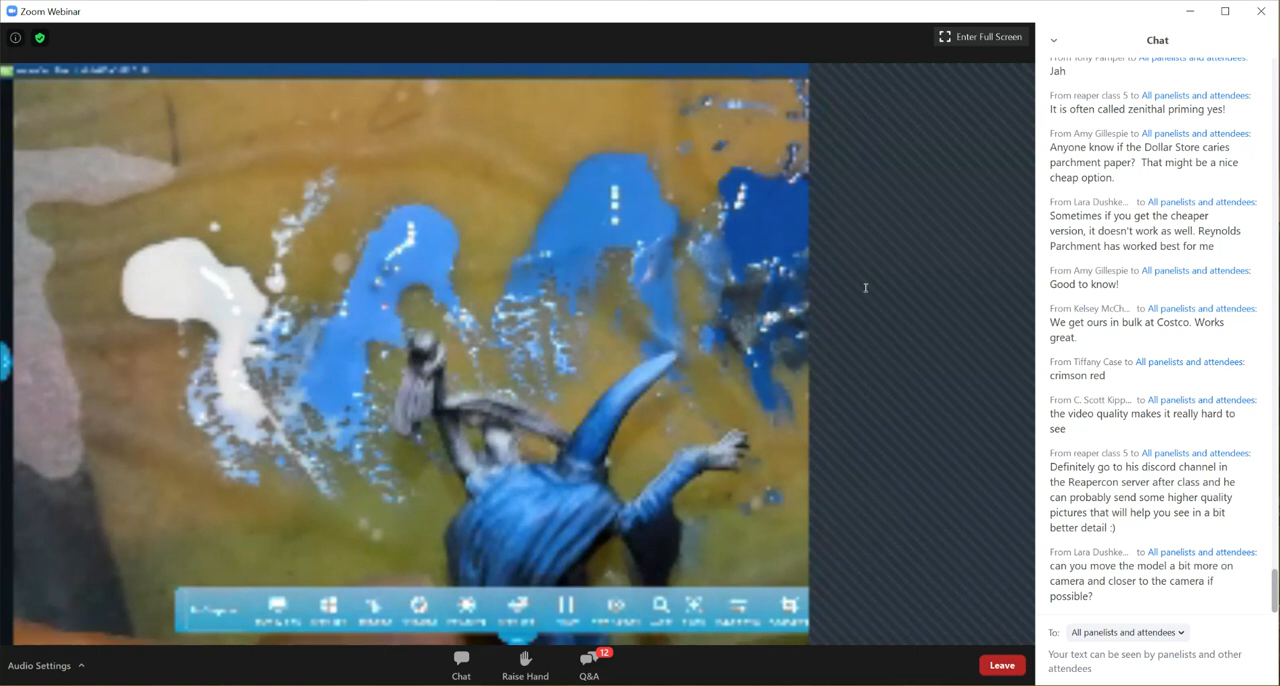 Zoom Webinar
Enter Full Screen
Chat
Jah
From reaper class 5 to All panelists and attendees:
It is often called zenithal priming yes!
From Amy Gillespie to All panelists and attendees:
Anyone know if the Dollar Store caries
parchment paper?  That might be a nice
cheap option.
From Lara Dushke... to All panelists and attendees:
Sometimes if you get the cheaper
version, it doesn't work as well. Reynolds
Parchment has worked best for me
From Amy Gillespie to All panelists and attendees:
Good to know!
From Kelsey McCh... to All panelists and attendees:
We get ours in bulk at Costco. Works
great.
From Tiffany Case to All panelists and attendees:
crimson red
From C. Scott Kipp... to All panelists and attendees:
the video quality makes it really hard to
see
From reaper class 5 to All panelists and attendees:
Definitely go to his discord channel in
the Reapercon server after class and he
can probably send some higher quality
pictures that will help you see in a bit
better detail :)
From Lara Dushke... to All panelists and attendees:
can you move the model a bit more on
camera and closer to the camera if
possible?
To: All panelists and attendees
Your text can be seen by panelists and other
attendees
Audio Settings
Chat
Raise Hand
12
Q&A
Leave